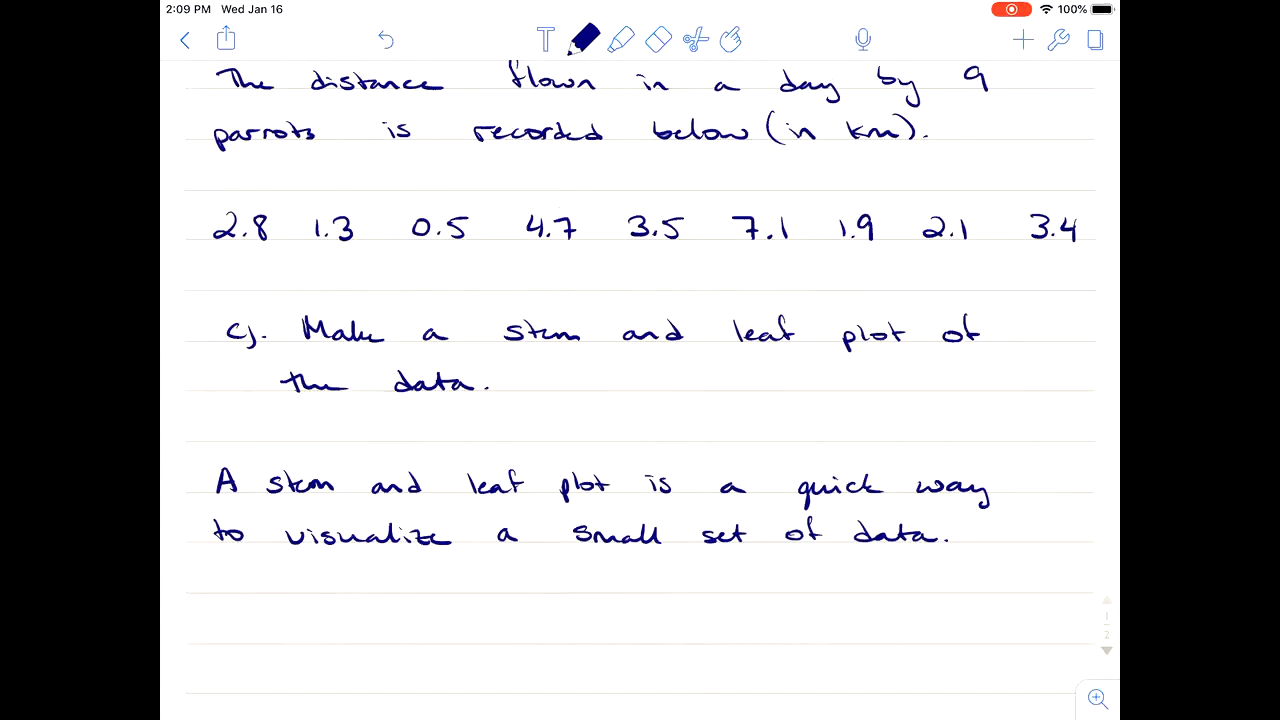 2:09 PM Wed Jan 16 100%
The distance flown in a day by 9
parrots is recorded below (in km).
2.8 1.3 0.5 4.7 3.5 7.1 1.9 2.1 3.4
c). Make a stem and leaf plot of
the data.
A stem and leaf plot is a quick way
to visualize a small set of data.
1
2